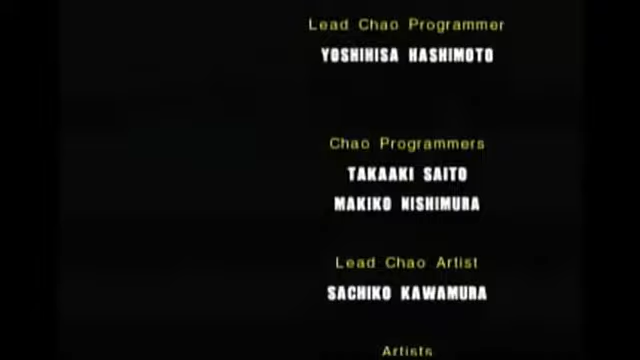 Lead Chao Programmer
YOSHIHISA HASHIMOTO
Chao Programmers
TAKAAKI SAITO
MAKIKO NISHIMURA
Lead Chao Artist
SACHIKO KAWAMURA
Artists